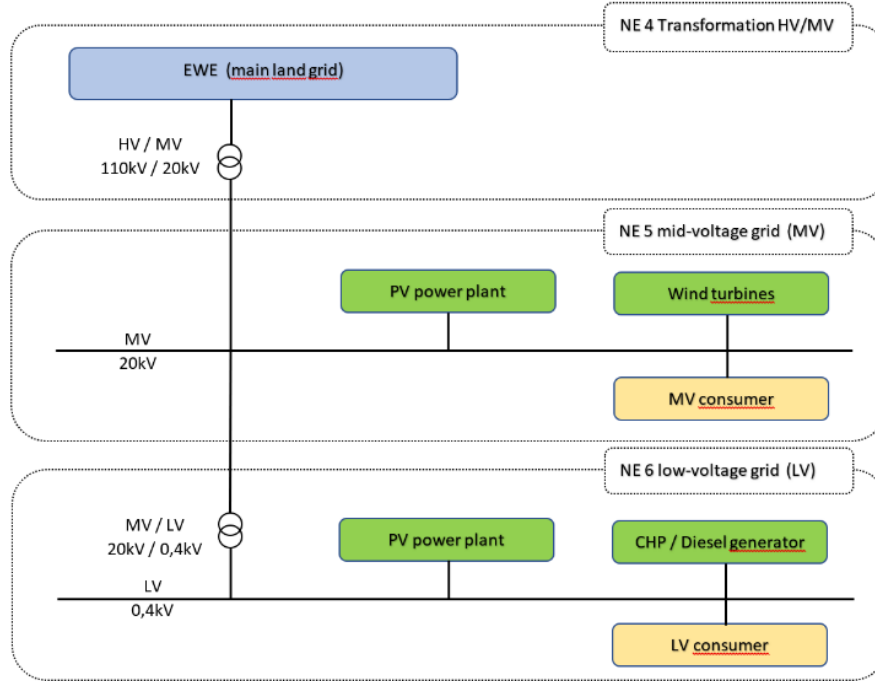 NE 4 Transformation HV/MV
EWE (main land grid)
HV / MV
110kV / 20kV
NE 5 mid-voltage grid (MV)
PV power plant
Wind turbines
MV
20kV
MV consumer
NE 6 low-voltage grid (LV)
MV / LV
20kV / 0,4kV
PV power plant
CHP / Diesel generator
LV
0,4kV
LV consumer